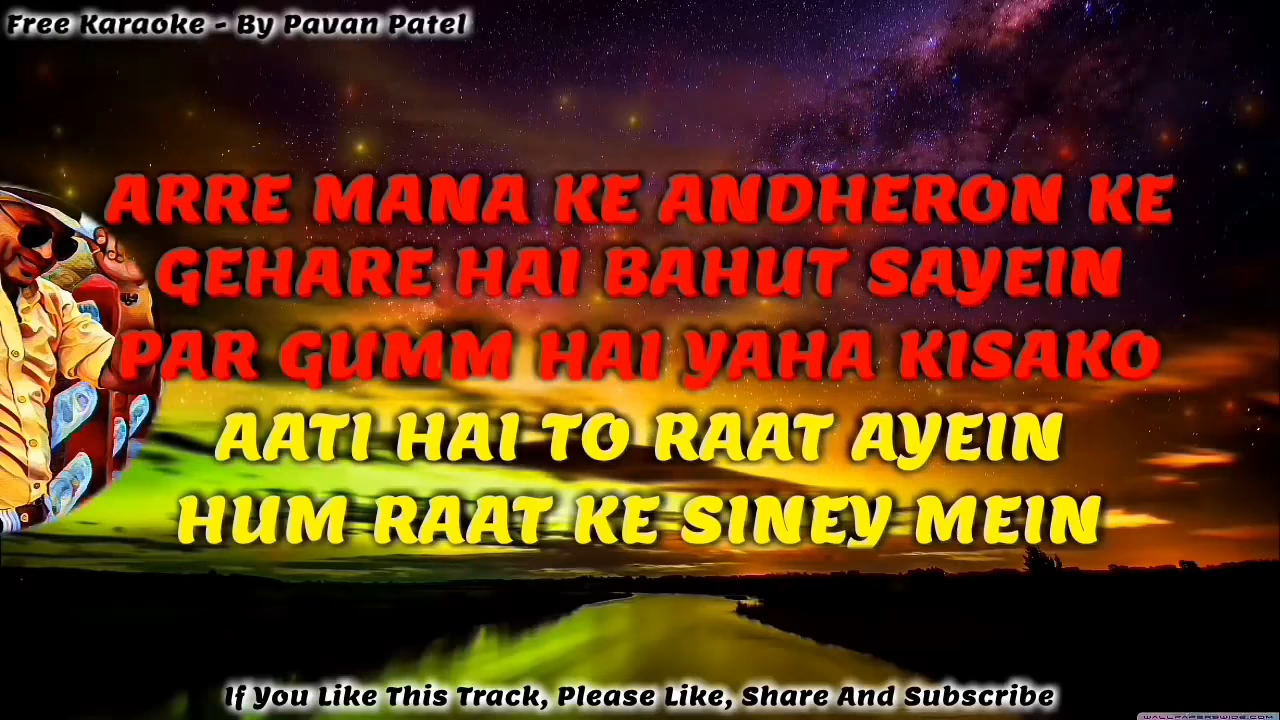 Free Karaoke - By Pavan Patel
ARRE MANA KE ANDHERON KE
GEHARE HAI BAHUT SAYEIN
PAR GUMM HAI YAHA KISAKO
AATI HAI TO RAAT AYEIN
HUM RAAT KE SINEY MEIN
If You Like This Track, Please Like, Share And Subscribe
WALLPAPERSWIDE.COM